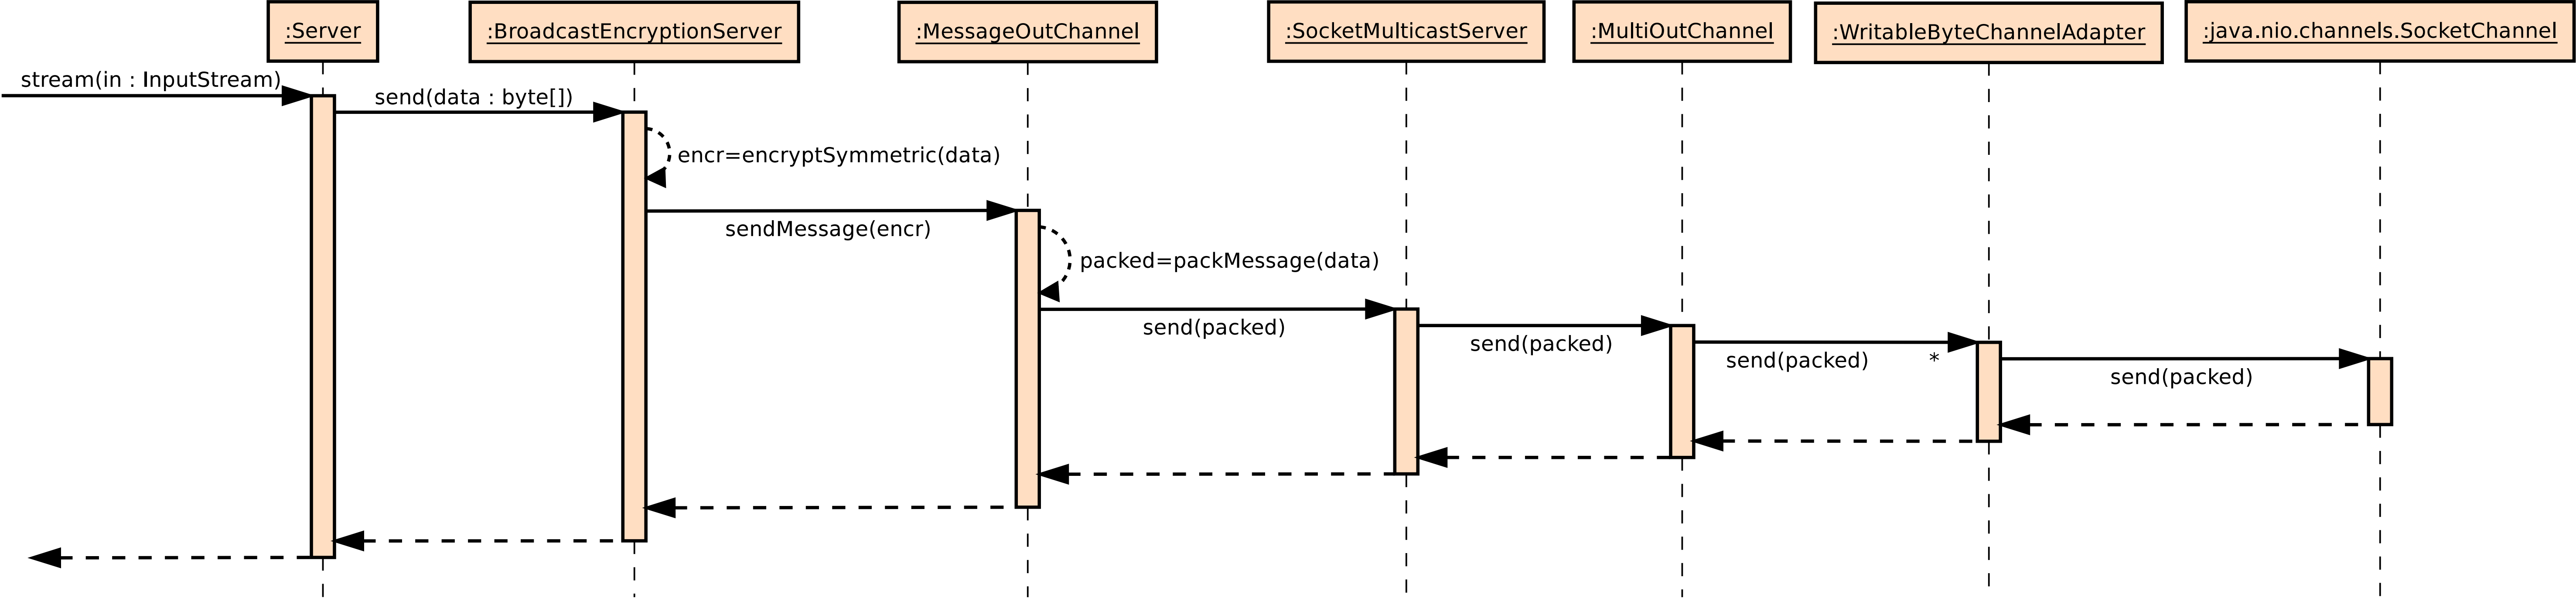 :Server
:BroadcastEncryptionServer
:MessageOutChannel
:SocketMulticastServer
:MultiOutChannel
:WritableByteChannelAdapter
:java.nio.channels.SocketChannel
stream(in : InputStream)
send(data : byte[])
encr=encryptSymmetric(data)
sendMessage(encr)
packed=packMessage(data)
send(packed)
send(packed)
send(packed) *
send(packed)